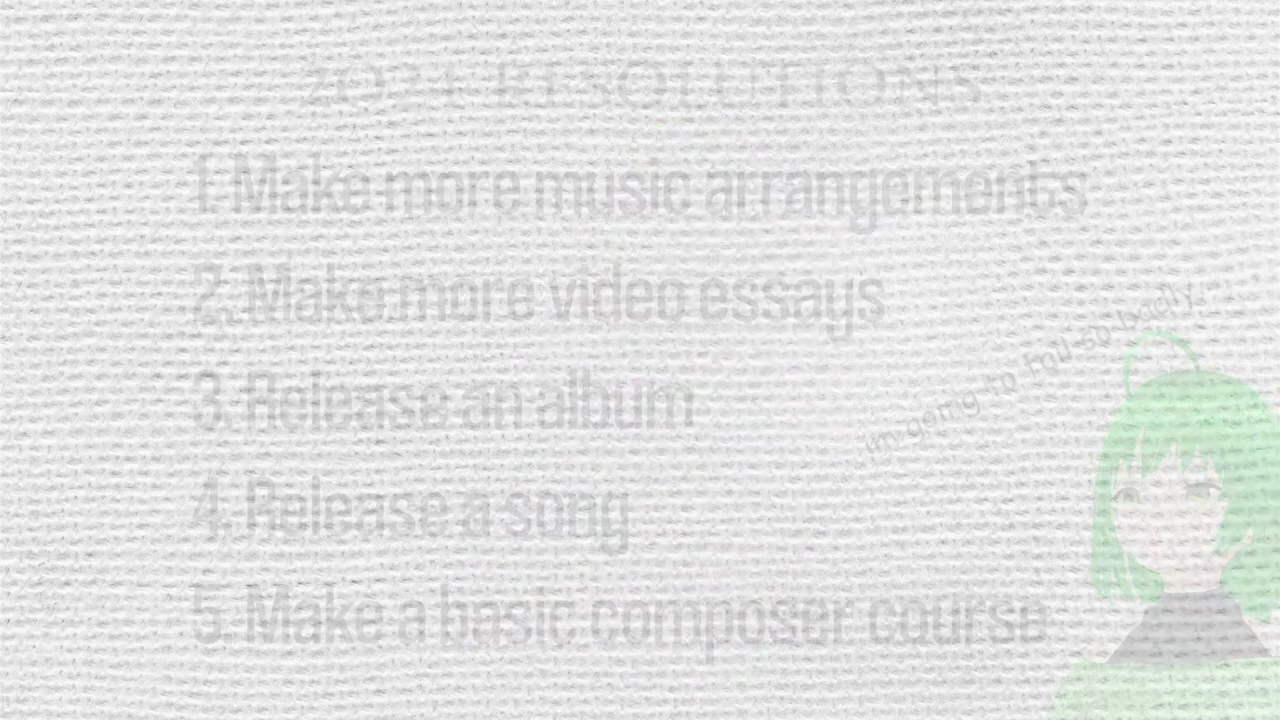 2021 RESOLUTIONS
1. Make more music arrangements
2. Make more video essays
3. Release an album
4. Release a song
5. Make a basic composer course
im going to fail so badly